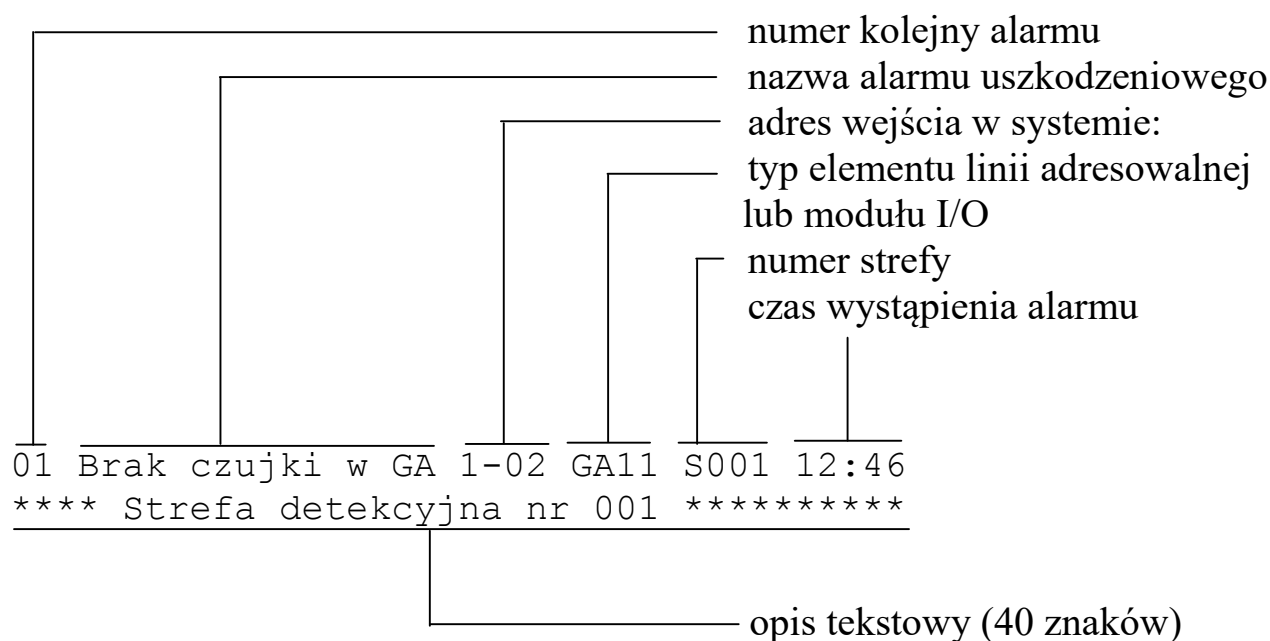 numer kolejny alarmu
nazwa alarmu uszkodzeniowego
adres wejścia w systemie:
typ elementu linii adresowalnej
lub modułu I/O
numer strefy
czas wystąpienia alarmu
01 Brak czujki w GA 1-02 GA11 S001 12:46
**** Strefa detekcyjna nr 001 **********
opis tekstowy (40 znaków)